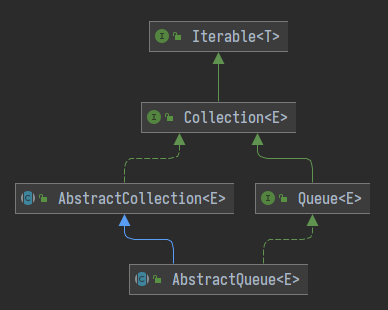 I Iterable<T>
I Collection<E>
C AbstractCollection<E>
I Queue<E>
C AbstractQueue<E>